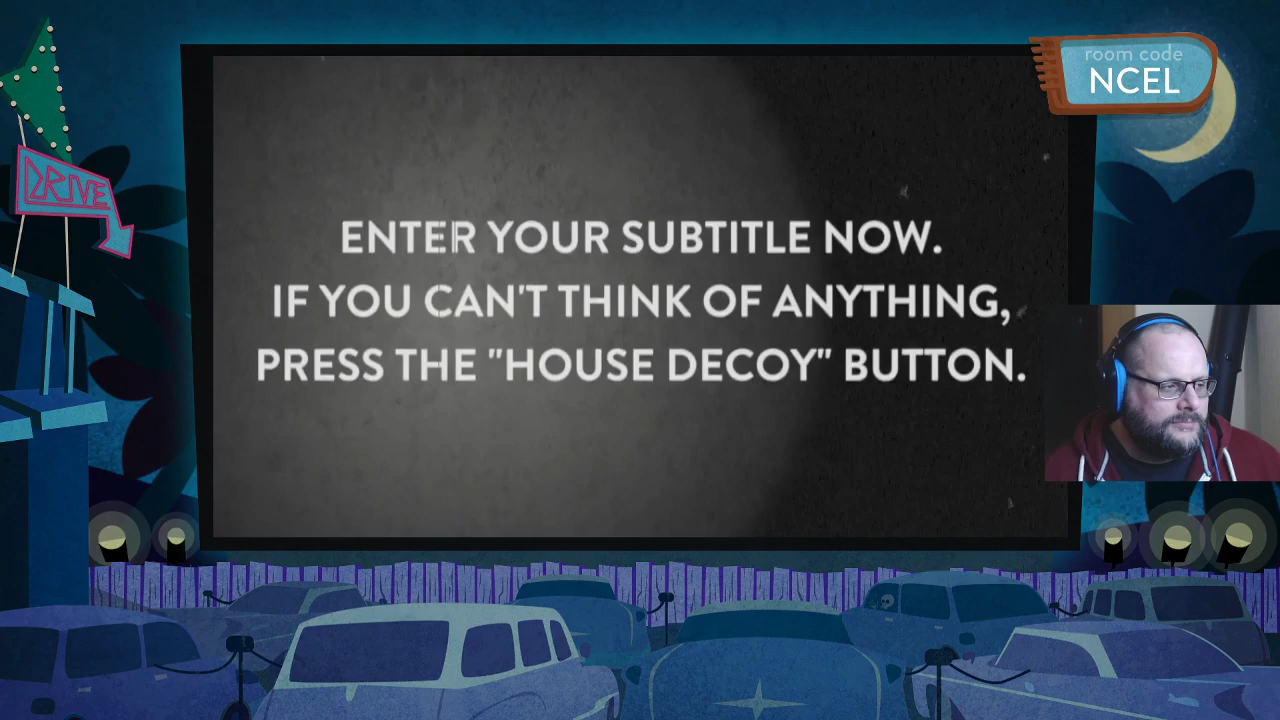 DRIVE
room code
NCEL
ENTER YOUR SUBTITLE NOW.
IF YOU CAN'T THINK OF ANYTHING,
PRESS THE "HOUSE DECOY" BUTTON.